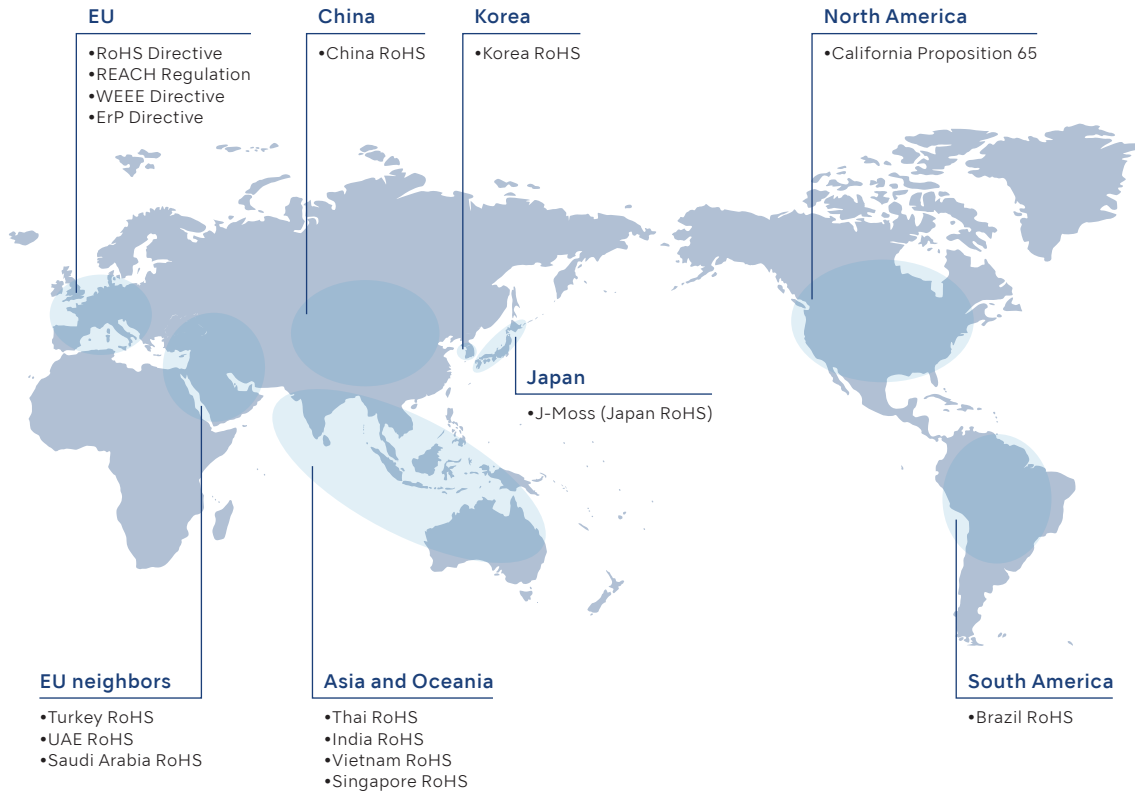 EU
•RoHS Directive
•REACH Regulation
•WEEE Directive
•ErP Directive
China
•China RoHS
Korea
•Korea RoHS
North America
•California Proposition 65
Japan
•J-Moss (Japan RoHS)
EU neighbors
•Turkey RoHS
•UAE RoHS
•Saudi Arabia RoHS
Asia and Oceania
•Thai RoHS
•India RoHS
•Vietnam RoHS
•Singapore RoHS
South America
•Brazil RoHS